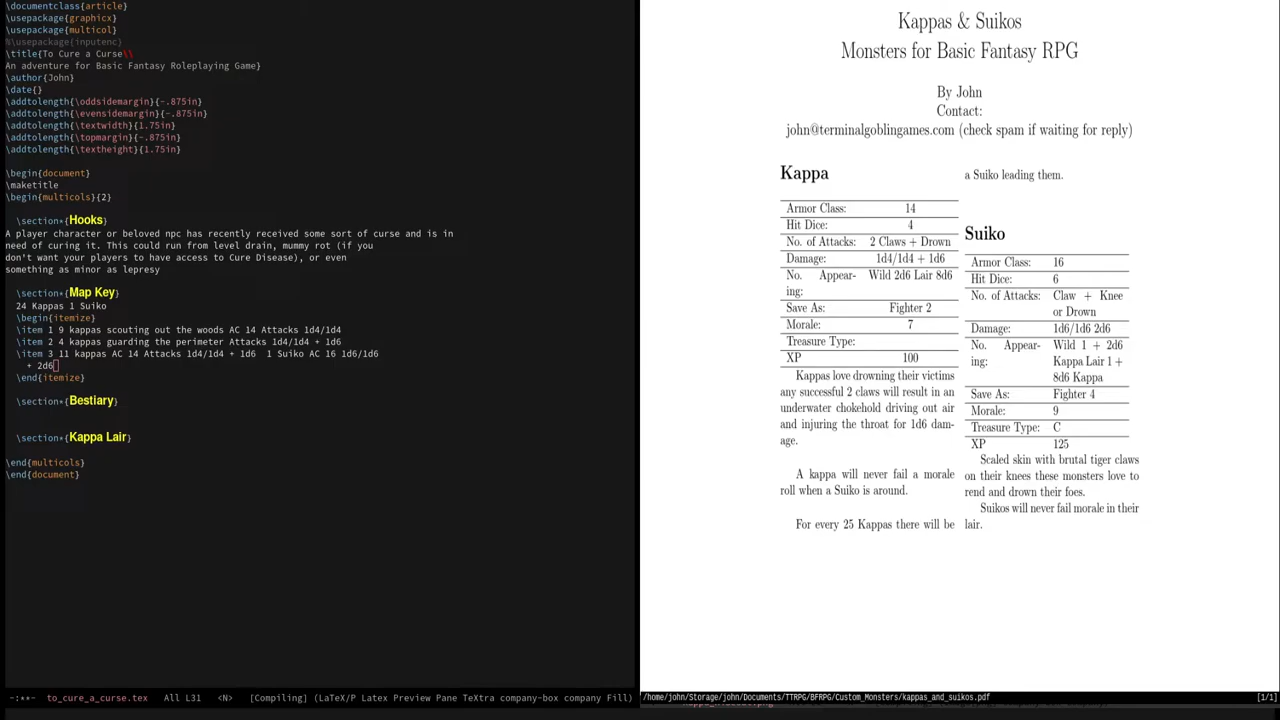 \documentclass{article}
\usepackage{graphicx}
\usepackage{multicol}
%\usepackage{inputenc}
\title{To Cure a Curse\\
An adventure for Basic Fantasy Roleplaying Game}
\author{John}
\date{}
\addtolength{\oddsidemargin}{-.875in}
\addtolength{\evensidemargin}{-.875in}
\addtolength{\textwidth}{1.75in}
\addtolength{\topmargin}{-.875in}
\addtolength{\textheight}{1.75in}
\begin{document}
\maketitle
\begin{multicols}{2}
\section*{Hooks}
A player character or beloved npc has recently received some sort of curse and is in
need of curing it. This could run from level drain, mummy rot (if you
don't want your players to have access to Cure Disease), or even
something as minor as lepresy
\section*{Map Key}
24 Kappas 1 Suiko
\begin{itemize}
\item 1 9 kappas scouting out the woods AC 14 Attacks 1d4/1d4
\item 2 4 kappas guarding the perimeter Attacks 1d4/1d4 + 1d6
\item 3 11 kappas AC 14 Attacks 1d4/1d4 + 1d6  1 Suiko AC 16 1d6/1d6
+ 2d6
\end{itemize}
\section*{Bestiary}
\section*{Kappa Lair}
\end{multicols}
\end{document}
-:**-  to_cure_a_curse.tex   All L31   <N>   [Compiling] (LaTeX/P Latex Preview Pane TeXtra company-box company Fill)
Kappas & Suikos
Monsters for Basic Fantasy RPG
By John
Contact:
john@terminalgoblingames.com (check spam if waiting for reply)
Kappa
Armor Class: 14
Hit Dice: 4
No. of Attacks: 2 Claws + Drown
Damage: 1d4/1d4 + 1d6
No. Appear- Wild 2d6 Lair 8d6
ing:
Save As: Fighter 2
Morale: 7
Treasure Type:
XP 100
Kappas love drowning their victims
any successful 2 claws will result in an
underwater chokehold driving out air
and injuring the throat for 1d6 dam-
age.
A kappa will never fail a morale
roll when a Suiko is around.
For every 25 Kappas there will be
a Suiko leading them.
Suiko
Armor Class: 16
Hit Dice: 6
No. of Attacks: Claw + Knee
or Drown
Damage: 1d6/1d6 2d6
No. Appear- Wild 1 + 2d6
ing: Kappa Lair 1 +
8d6 Kappa
Save As: Fighter 4
Morale: 9
Treasure Type: C
XP 125
Scaled skin with brutal tiger claws
on their knees these monsters love to
rend and drown their foes.
Suikos will never fail morale in their
lair.
/home/john/Storage/john/Documents/TTRPG/BFRPG/Custom_Monsters/kappas_and_suikos.pdf [1/1]